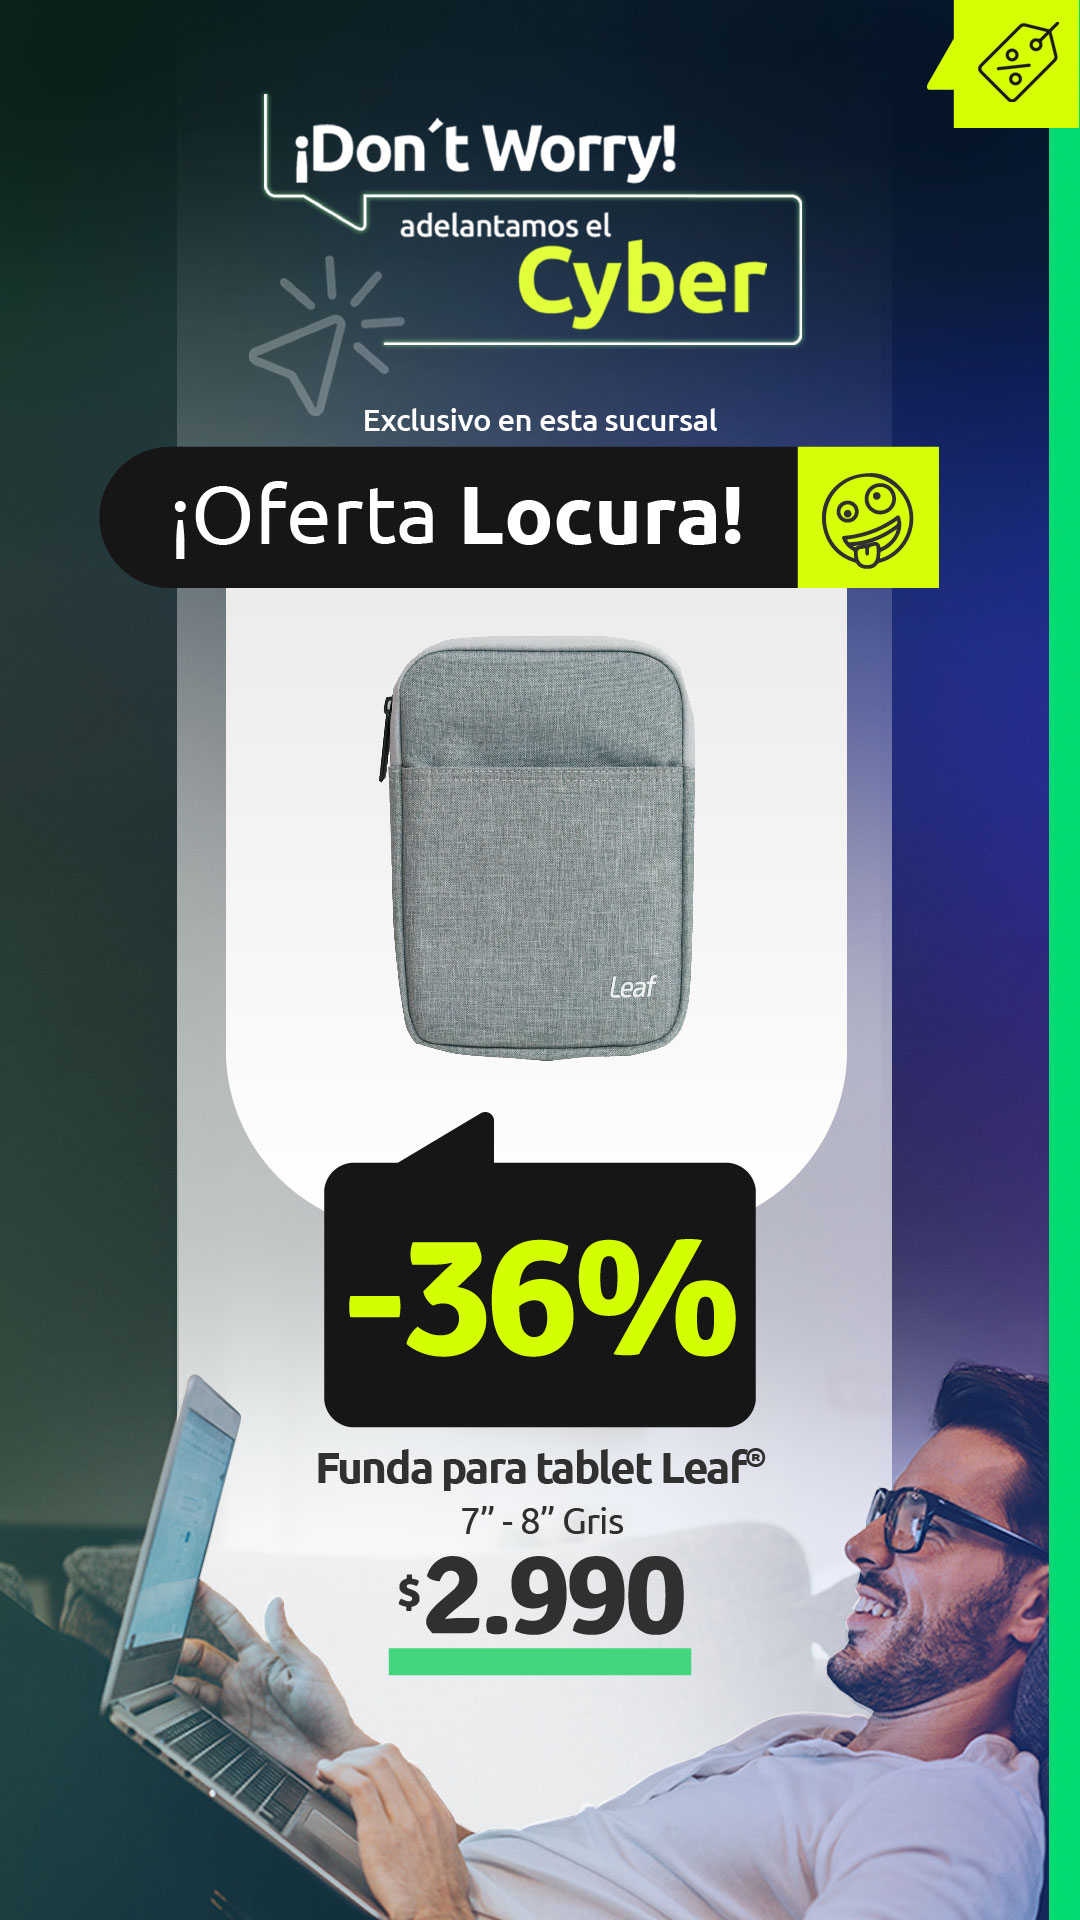 ¡Don´t Worry!
adelantamos el
Cyber
Exclusivo en esta sucursal
¡Oferta Locura!
Leaf
-36%
Funda para tablet Leaf®
7” - 8” Gris
$2.990